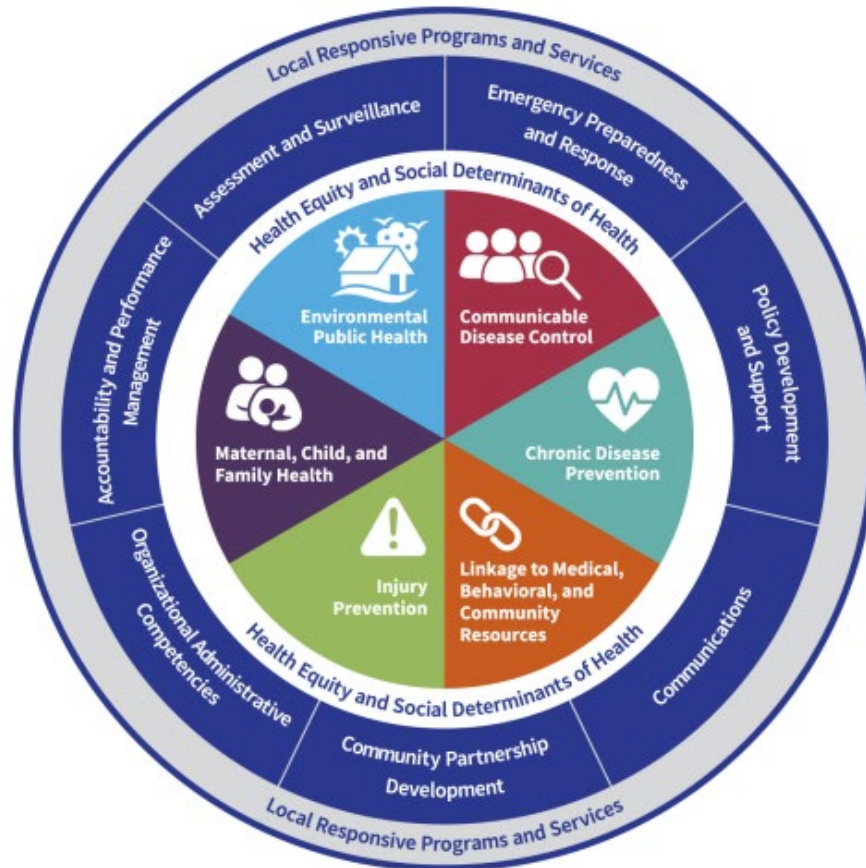 Local Responsive Programs and Services
Assessment and Surveillance
Emergency Preparedness
and Response
Policy Development
and Support
Communications
Community Partnership
Development
Organizational Administrative
Competencies
Accountability and Performance
Management
Health Equity and Social Determinants of Health
Environmental
Public Health
Communicable
Disease Control
Chronic Disease
Prevention
Linkage to Medical,
Behavioral, and
Community
Resources
Injury
Prevention
Maternal, Child, and
Family Health
Health Equity and Social Determinants of Health
Local Responsive Programs and Services